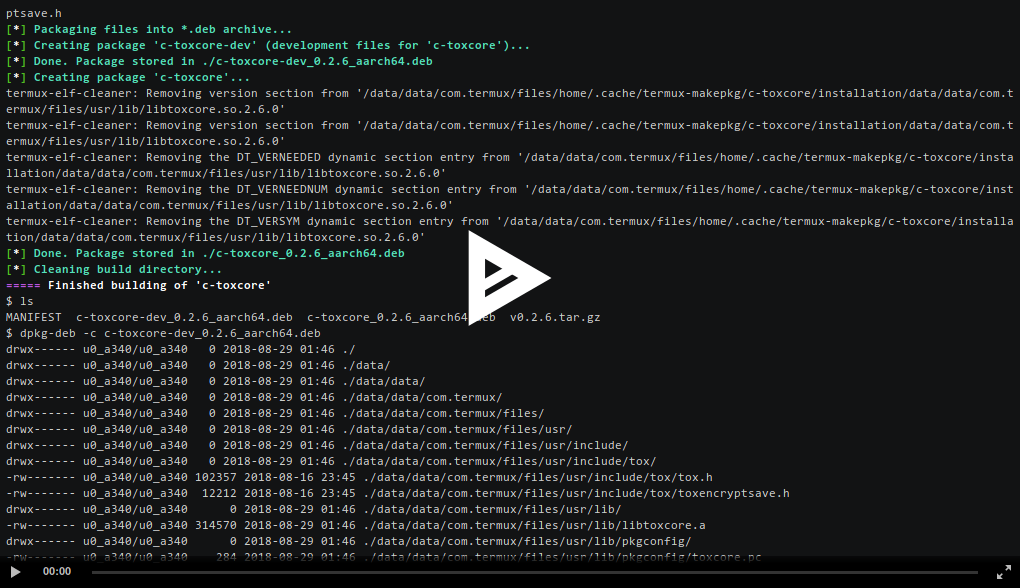 ptsave.h
[*] Packaging files into *.deb archive...
[*] Creating package 'c-toxcore-dev' (development files for 'c-toxcore')...
[*] Done. Package stored in ./c-toxcore-dev_0.2.6_aarch64.deb
[*] Creating package 'c-toxcore'...
termux-elf-cleaner: Removing version section from '/data/data/com.termux/files/home/.cache/termux-makepkg/c-toxcore/installation/data/data/com.t
ermux/files/usr/lib/libtoxcore.so.2.6.0'
termux-elf-cleaner: Removing version section from '/data/data/com.termux/files/home/.cache/termux-makepkg/c-toxcore/installation/data/data/com.t
ermux/files/usr/lib/libtoxcore.so.2.6.0'
termux-elf-cleaner: Removing the DT_VERNEEDED dynamic section entry from '/data/data/com.termux/files/home/.cache/termux-makepkg/c-toxcore/insta
llation/data/data/com.termux/files/usr/lib/libtoxcore.so.2.6.0'
termux-elf-cleaner: Removing the DT_VERNEEDNUM dynamic section entry from '/data/data/com.termux/files/home/.cache/termux-makepkg/c-toxcore/inst
allation/data/data/com.termux/files/usr/lib/libtoxcore.so.2.6.0'
termux-elf-cleaner: Removing the DT_VERSYM dynamic section entry from '/data/data/com.termux/files/home/.cache/termux-makepkg/c-toxcore/installa
tion/data/data/com.termux/files/usr/lib/libtoxcore.so.2.6.0'
[*] Done. Package stored in ./c-toxcore_0.2.6_aarch64.deb
[*] Cleaning build directory...
===== Finished building of 'c-toxcore'
$ ls
MANIFEST  c-toxcore-dev_0.2.6_aarch64.deb  c-toxcore_0.2.6_aarch64.deb  v0.2.6.tar.gz
$ dpkg-deb -c c-toxcore-dev_0.2.6_aarch64.deb
drwx------ u0_a340/u0_a340   0 2018-08-29 01:46 ./
drwx------ u0_a340/u0_a340   0 2018-08-29 01:46 ./data/
drwx------ u0_a340/u0_a340   0 2018-08-29 01:46 ./data/data/
drwx------ u0_a340/u0_a340   0 2018-08-29 01:46 ./data/data/com.termux/
drwx------ u0_a340/u0_a340   0 2018-08-29 01:46 ./data/data/com.termux/files/
drwx------ u0_a340/u0_a340   0 2018-08-29 01:46 ./data/data/com.termux/files/usr/
drwx------ u0_a340/u0_a340   0 2018-08-29 01:46 ./data/data/com.termux/files/usr/include/
drwx------ u0_a340/u0_a340   0 2018-08-29 01:46 ./data/data/com.termux/files/usr/include/tox/
-rw------- u0_a340/u0_a340 102357 2018-08-16 23:45 ./data/data/com.termux/files/usr/include/tox/tox.h
-rw------- u0_a340/u0_a340  12212 2018-08-16 23:45 ./data/data/com.termux/files/usr/include/tox/toxencryptsave.h
drwx------ u0_a340/u0_a340      0 2018-08-29 01:46 ./data/data/com.termux/files/usr/lib/
-rw------- u0_a340/u0_a340 314570 2018-08-29 01:46 ./data/data/com.termux/files/usr/lib/libtoxcore.a
drwx------ u0_a340/u0_a340      0 2018-08-29 01:46 ./data/data/com.termux/files/usr/lib/pkgconfig/
-rw------- u0_a340/u0_a340    284 2018-08-29 01:46 ./data/data/com.termux/files/usr/lib/pkgconfig/toxcore.pc
00:00